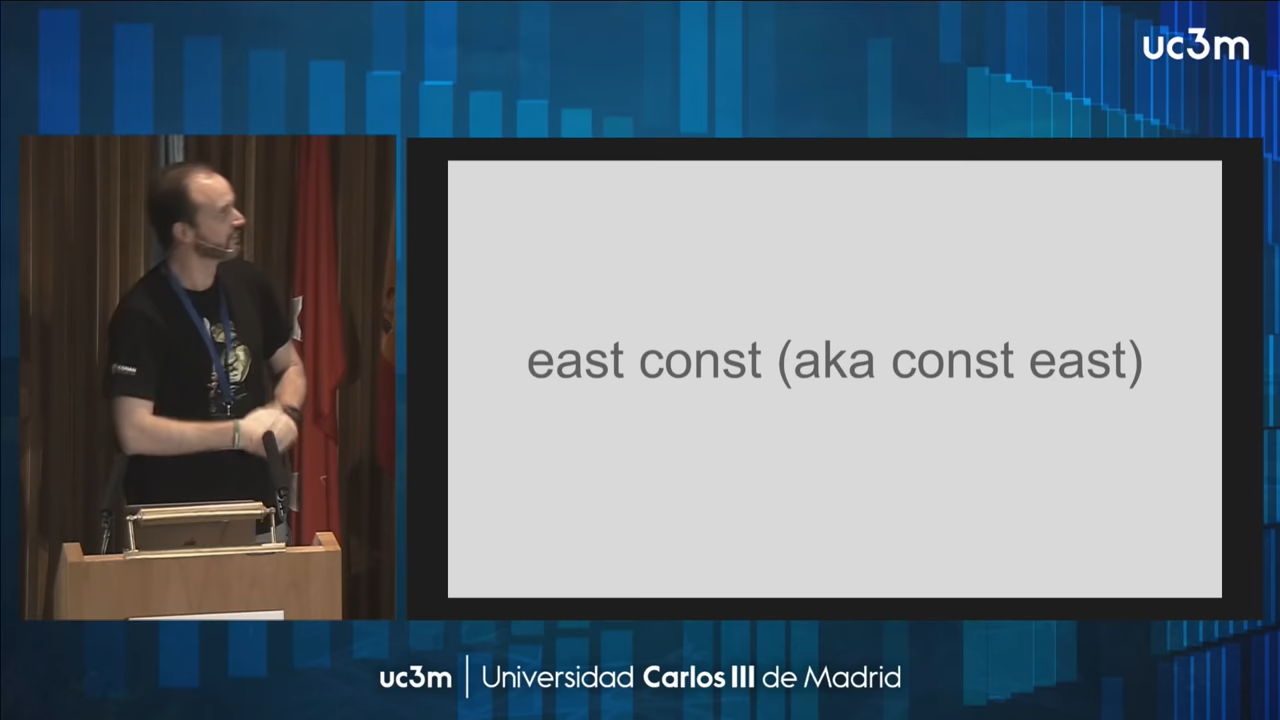 uc3m
east const (aka const east)
uc3m | Universidad Carlos III de Madrid